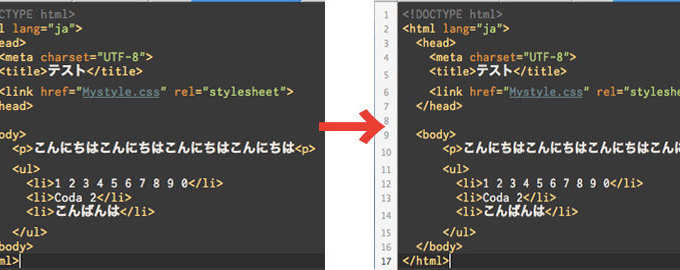 OCTYPE html>
l lang="ja">
head>
<meta charset="UTF-8">
<title>テスト</title>
<link href="Mystyle.css" rel="stylesheet">
head>
body>
<p>こんにちはこんにちはこんにちはこんにちは<p>
<ul>
<li>1 2 3 4 5 6 7 8 9 0</li>
<li>Coda 2</li>
<li>こんばんは</li>
</ul>
body>
ml>
1 <!DOCTYPE html>
2 <html lang="ja">
3 <head>
4 <meta charset="UTF-8">
5 <title>テスト</title>
6 <link href="Mystyle.css" rel="styleshe
7 </head>
8
9 <body>
10 <p>こんにちはこんにちはこんにちはこん
11 <ul>
12 <li>1 2 3 4 5 6 7 8 9 0</li>
13 <li>Coda 2</li>
14 <li>こんばんは</li>
15 </ul>
16 </body>
17 </html>